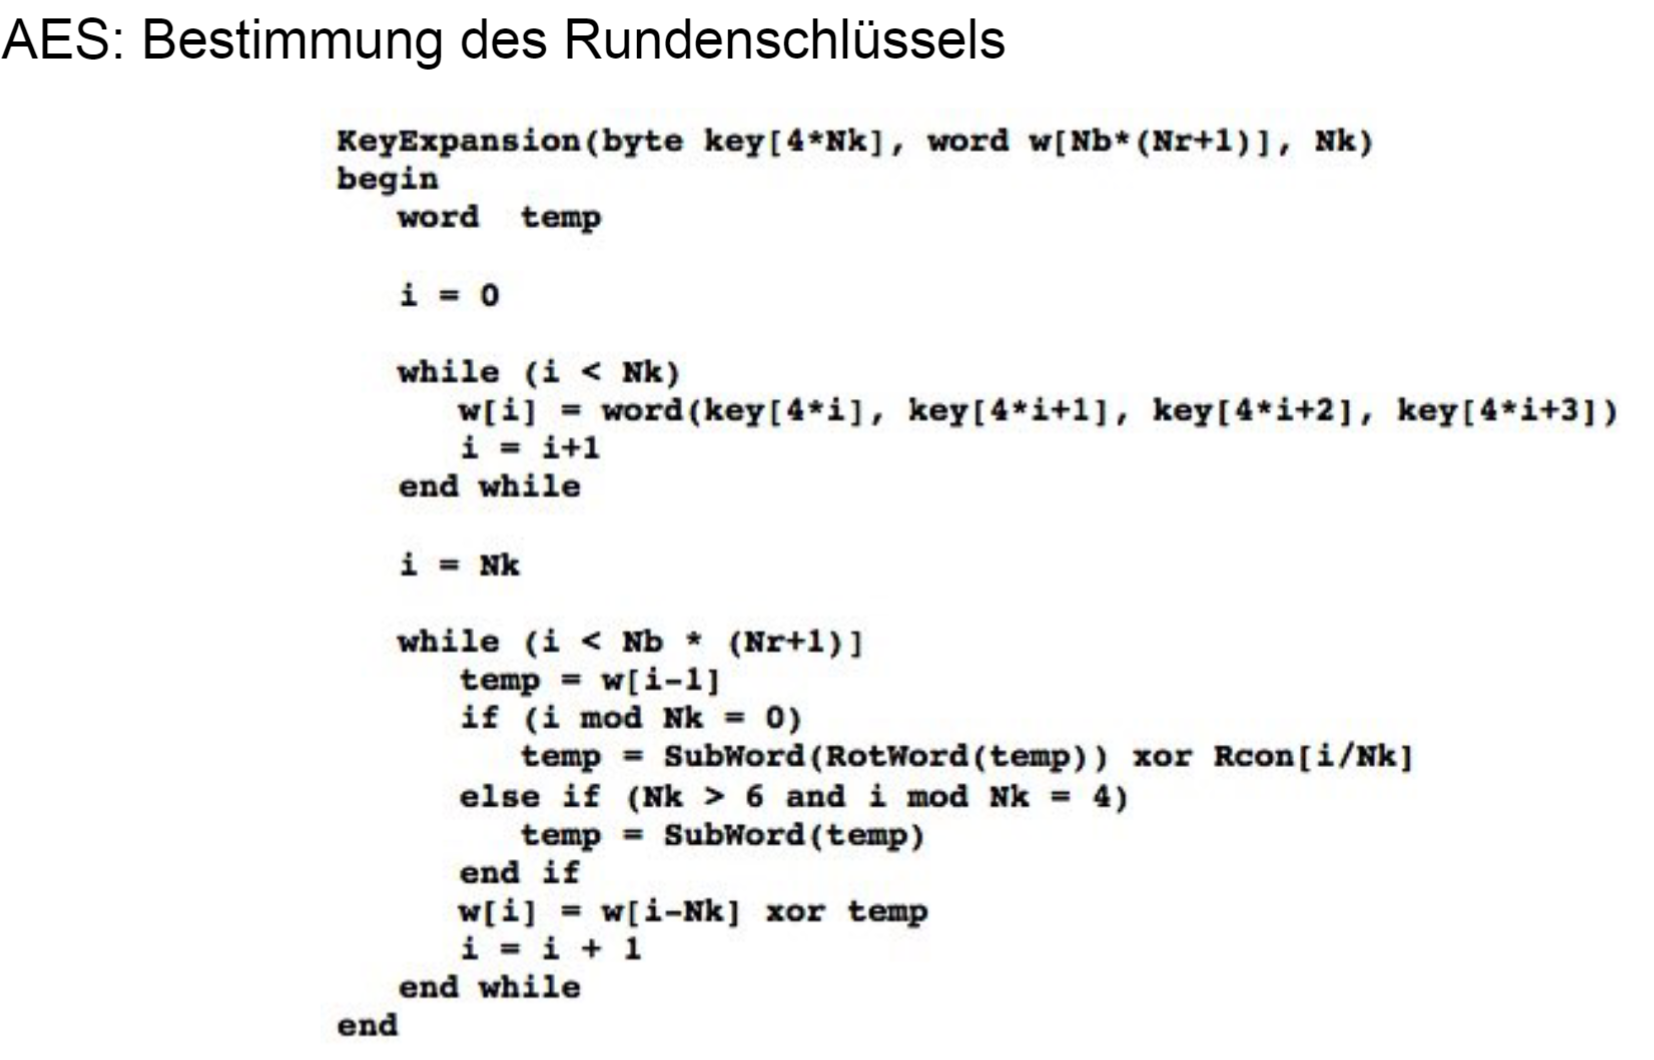 AES: Bestimmung des Rundenschlüssels
KeyExpansion(byte key[4*Nk], word w[Nb*(Nr+1)], Nk)
begin
word temp
i = 0
while (i < Nk)
w[i] = word(key[4*i], key[4*i+1], key[4*i+2], key[4*i+3])
i = i+1
end while
i = Nk
while (i < Nb * (Nr+1)]
temp = w[i-1]
if (i mod Nk = 0)
temp = SubWord(RotWord(temp)) xor Rcon[i/Nk]
else if (Nk > 6 and i mod Nk = 4)
temp = SubWord(temp)
end if
w[i] = w[i-Nk] xor temp
i = i + 1
end while
end